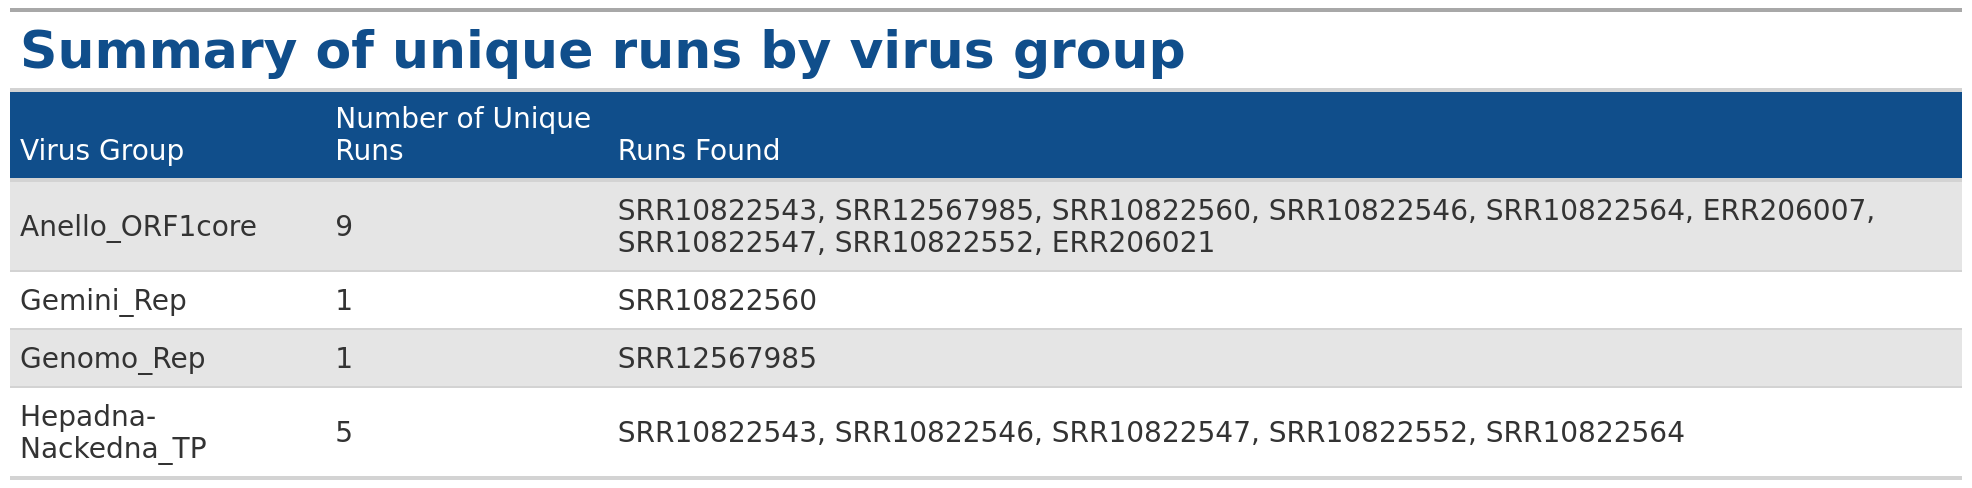 Summary of unique runs by virus group
Virus Group
Number of Unique
Runs
Runs Found
Anello_ORF1core
9
SRR10822543, SRR12567985, SRR10822560, SRR10822546, SRR10822564, ERR206007,
SRR10822547, SRR10822552, ERR206021
Gemini_Rep
1
SRR10822560
Genomo_Rep
1
SRR12567985
Hepadna-
Nackedna_TP
5
SRR10822543, SRR10822546, SRR10822547, SRR10822552, SRR10822564